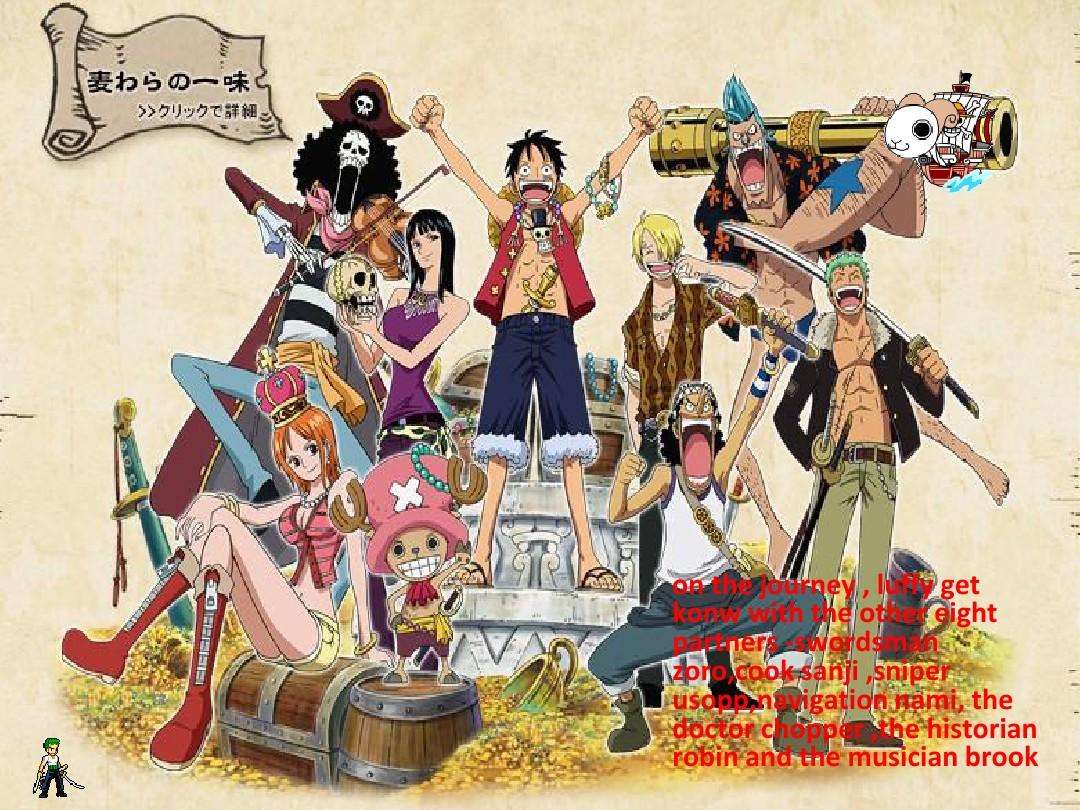 麦わらの一味
>>クリックで詳細
on the journey , luffy get
konw with the other eight
partners -swordsman
zoro,cook sanji ,sniper
usopp,navigation nami, the
doctor chopper ,the historian
robin and the musician brook